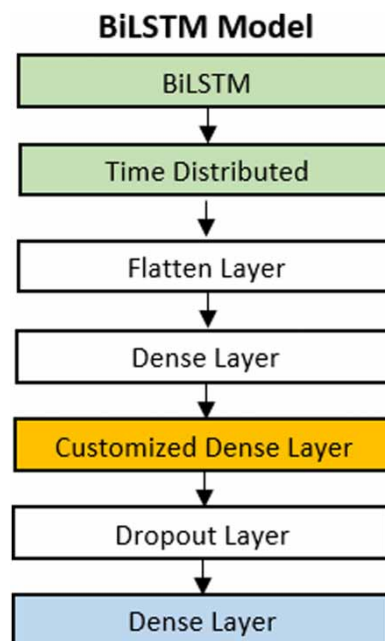 BiLSTM Model
BiLSTM
Time Distributed
Flatten Layer
Dense Layer
Customized Dense Layer
Dropout Layer
Dense Layer